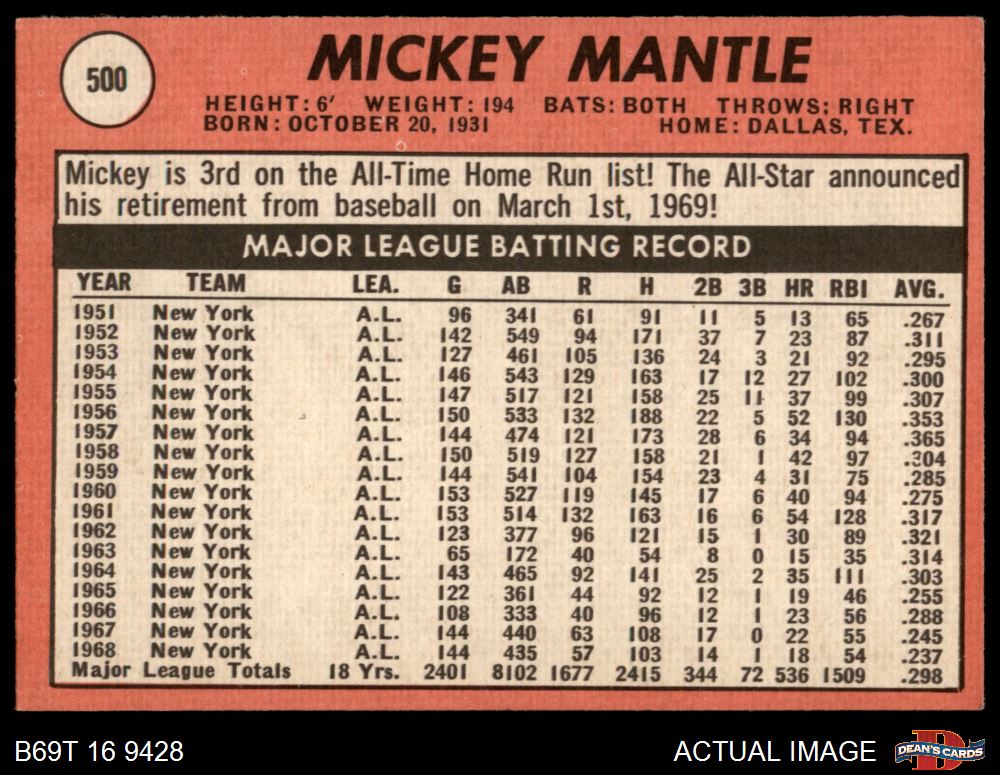 500
MICKEY MANTLE
HEIGHT: 6' WEIGHT: 194 BATS: BOTH THROWS: RIGHT
BORN: OCTOBER 20, 1931 HOME: DALLAS, TEX.
Mickey is 3rd on the All-Time Home Run list! The All-Star announced
his retirement from baseball on March 1st, 1969!
MAJOR LEAGUE BATTING RECORD
YEAR TEAM LEA. G AB R H 2B 3B HR RBI AVG.
1951 New York A.L. 96 341 61 91 11 5 13 65 .267
1952 New York A.L. 142 549 94 171 37 7 23 87 .311
1953 New York A.L. 127 461 105 136 24 3 21 92 .295
1954 New York A.L. 146 543 129 163 17 12 27 102 .300
1955 New York A.L. 147 517 121 158 25 11 37 99 .307
1956 New York A.L. 150 533 132 188 22 5 52 130 .353
1957 New York A.L. 144 474 121 173 28 6 34 94 .365
1958 New York A.L. 150 519 127 158 21 1 42 97 .304
1959 New York A.L. 144 541 104 154 23 4 31 75 .285
1960 New York A.L. 153 527 119 145 17 6 40 94 .275
1961 New York A.L. 153 514 132 163 16 6 54 128 .317
1962 New York A.L. 123 377 96 121 15 1 30 89 .321
1963 New York A.L. 65 172 40 54 8 0 15 35 .314
1964 New York A.L. 143 465 92 141 25 2 35 111 .303
1965 New York A.L. 122 361 44 92 12 1 19 46 .255
1966 New York A.L. 108 333 40 96 12 1 23 56 .288
1967 New York A.L. 144 440 63 108 17 0 22 55 .245
1968 New York A.L. 144 435 57 103 14 1 18 54 .237
Major League Totals 18 Yrs. 2401 8102 1677 2415 344 72 536 1509 .298
B69T 16 9428 ACTUAL IMAGE
DEAN'S CARDS